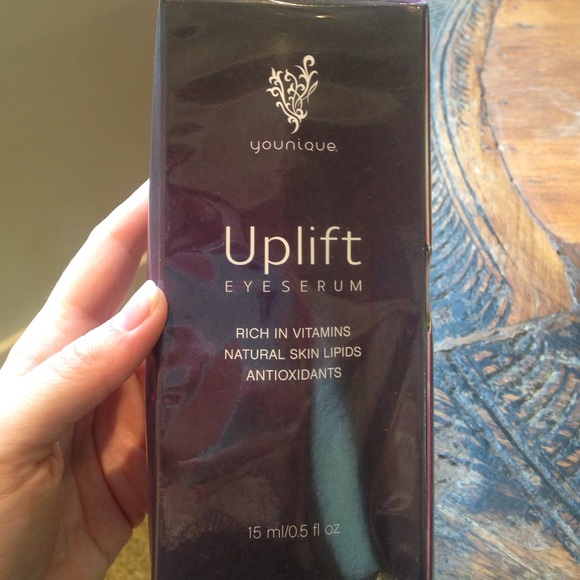 younique
Uplift
EYESERUM
RICH IN VITAMINS
NATURAL SKIN LIPIDS
ANTIOXIDANTS
15 ml/0.5 fl oz